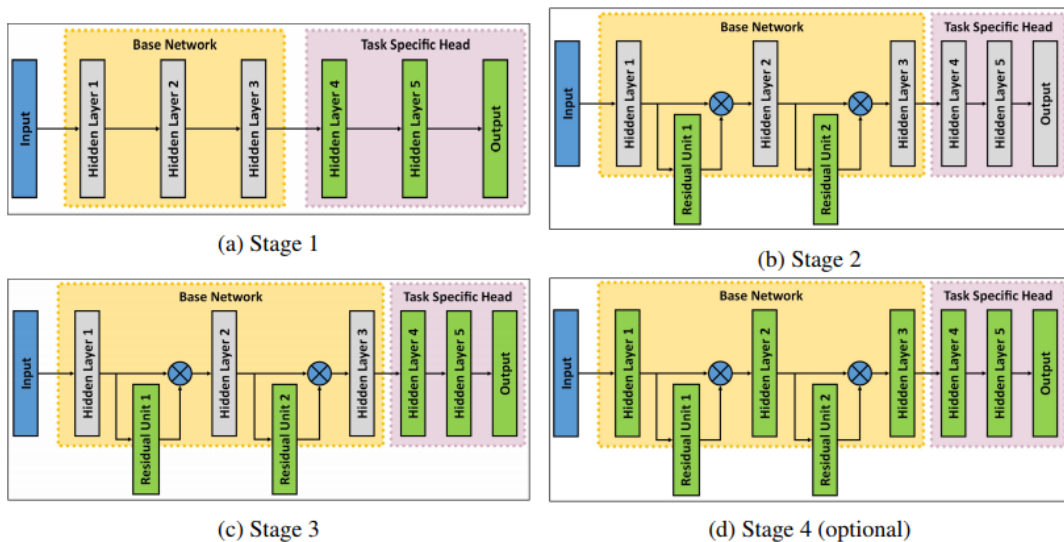 Base Network
Task Specific Head
Input
Hidden Layer 1
Hidden Layer 2
Hidden Layer 3
Hidden Layer 4
Hidden Layer 5
Output
(a) Stage 1
Base Network
Task Specific Head
Input
Hidden Layer 1
Residual Unit 1
Hidden Layer 2
Residual Unit 2
Hidden Layer 3
Hidden Layer 4
Hidden Layer 5
Output
(b) Stage 2
Base Network
Task Specific Head
Input
Hidden Layer 1
Residual Unit 1
Hidden Layer 2
Residual Unit 2
Hidden Layer 3
Hidden Layer 4
Hidden Layer 5
Output
(c) Stage 3
Base Network
Task Specific Head
Input
Hidden Layer 1
Residual Unit 1
Hidden Layer 2
Residual Unit 2
Hidden Layer 3
Hidden Layer 4
Hidden Layer 5
Output
(d) Stage 4 (optional)